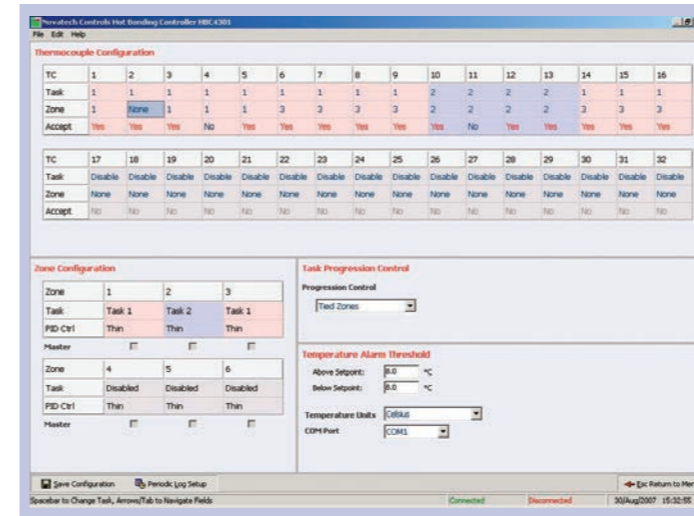 Novatech Controls Hot Bonding Controller HBC4301
File Edit Help
Thermocouple Configuration
TC 1 2 3 4 5 6 7 8 9 10 11 12 13 14 15 16
Task 1 1 1 1 1 1 1 1 1 2 2 2 2 1 1 1
Zone 1 None 1 1 1 3 3 3 3 2 2 2 2 3 3 3
Accept Yes Yes Yes No Yes Yes Yes Yes Yes Yes No Yes Yes Yes Yes Yes
TC 17 18 19 20 21 22 23 24 25 26 27 28 29 30 31 32
Task Disable Disable Disable Disable Disable Disable Disable Disable Disable Disable Disable Disable Disable Disable Disable Disable
Zone None None None None None None None None None None None None None None None None
Accept No No No No No No No No No No No No No No No No
Zone Configuration
Zone 1 2 3
Task Task 1 Task 2 Task 1
PID Ctrl Thin Thin Thin
Master
Zone 4 5 6
Task Disabled Disabled Disabled
PID Ctrl Thin Thin Thin
Master
Task Progression Control
Progression Control
Tied Zones
Temperature Alarm Threshold
Above Setpoint: 8.0 °C
Below Setpoint: 8.0 °C
Temperature Units Celsius
COM Port COM1
Save Configuration Periodic Log Setup Esc Return to Men
Spacebar to Change Task, Arrows/Tab to Navigate Fields Connected Disconnected 30/Aug/2007 15:32:55